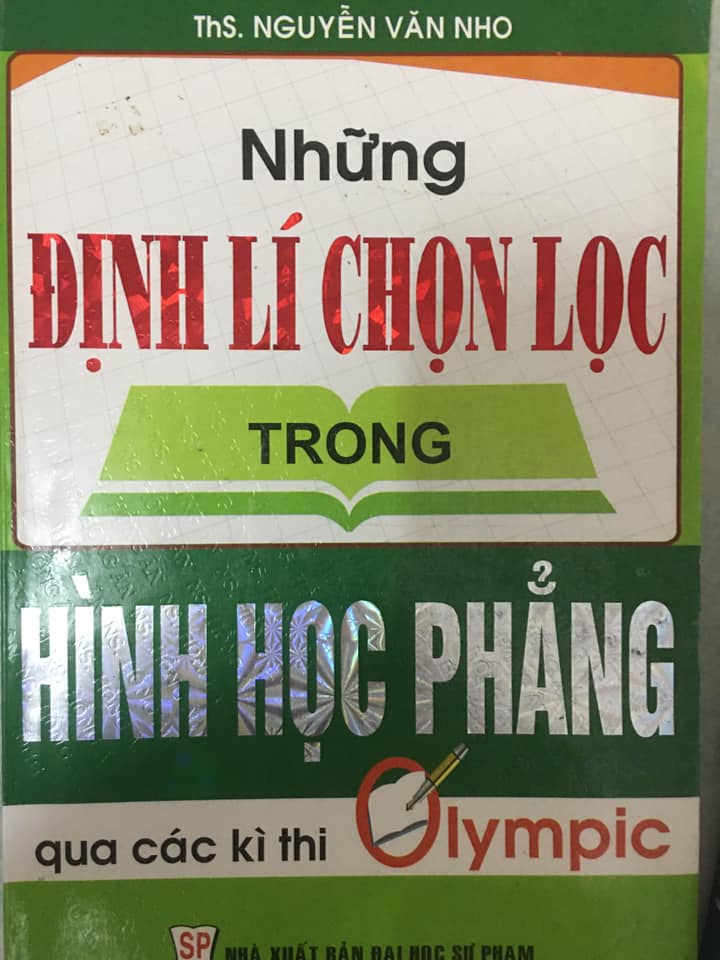 ThS. NGUYỄN VĂN NHO
Những
ĐỊNH LÍ CHỌN LỌC
TRONG
HÌNH HỌC PHẲNG
qua các kì thi Olympic
SP NHÀ XUẤT BẢN ĐẠI HỌC SƯ PHẠM